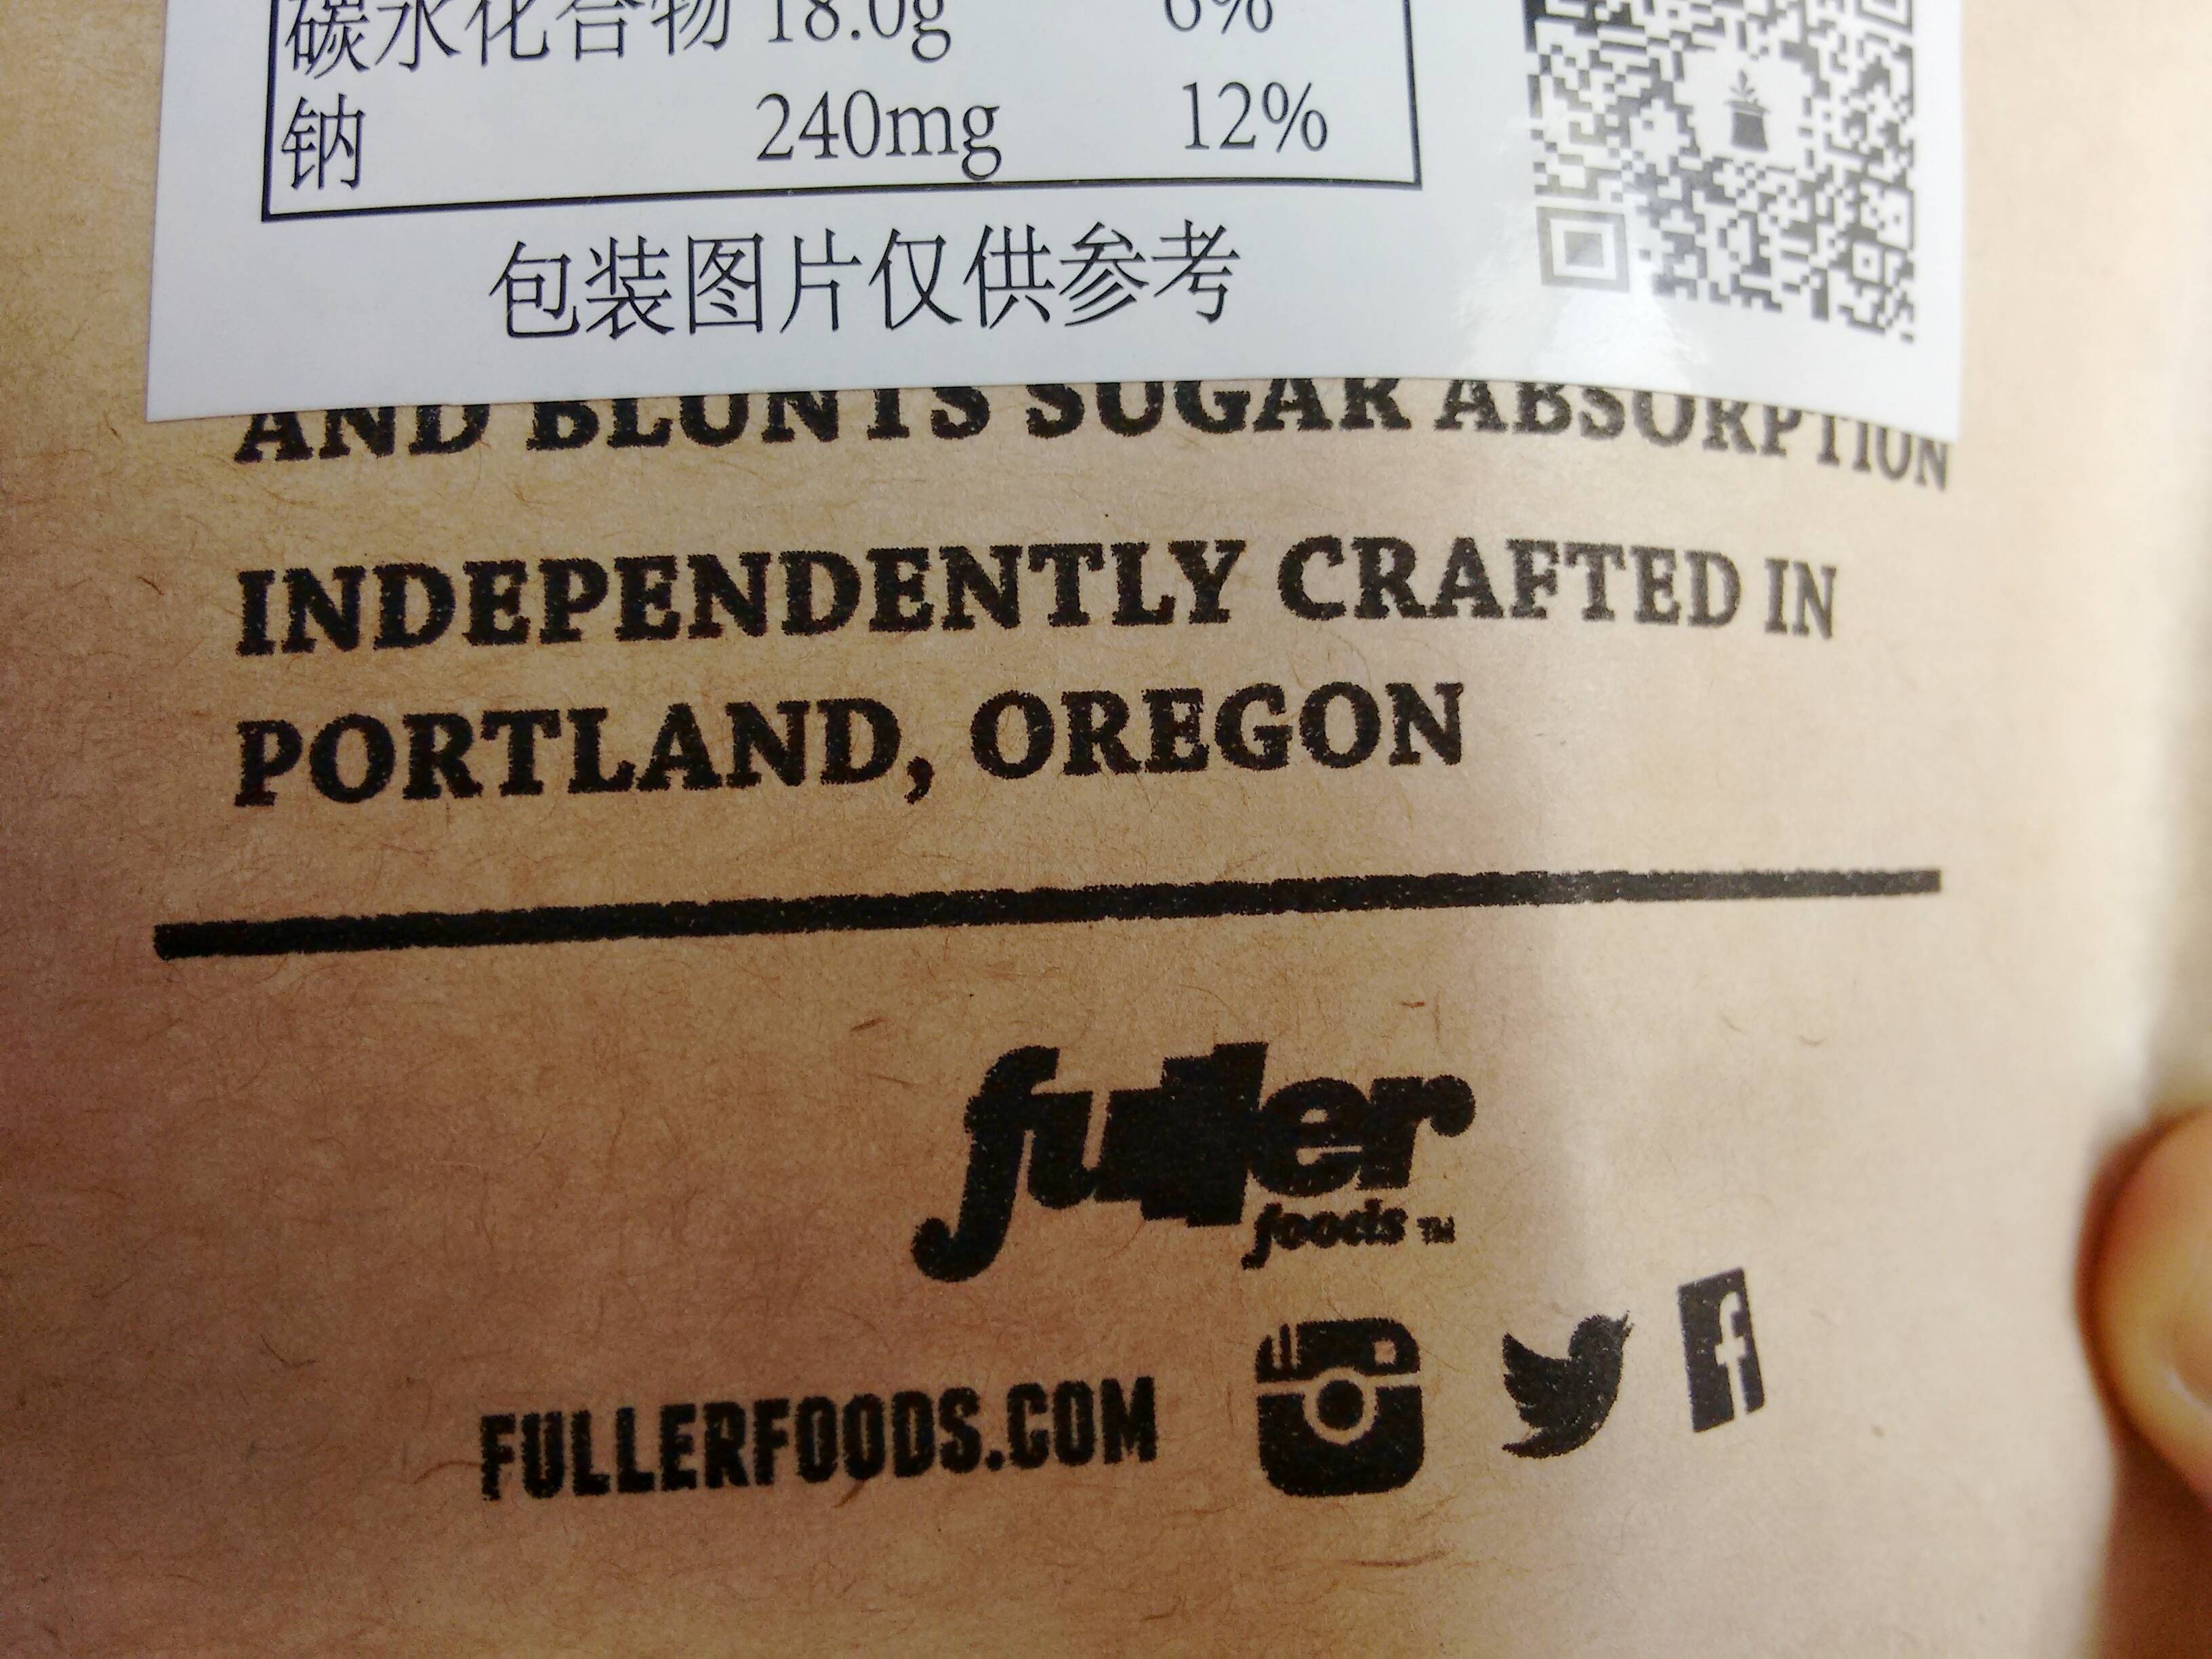 碳水化合物 18.0g 6%
钠 240mg 12%
包装图片仅供参考
AND BLUNTS SUGAR ABSORPTION
INDEPENDENTLY CRAFTED IN
PORTLAND, OREGON
fuller
foods™
FULLERFOODS.COM